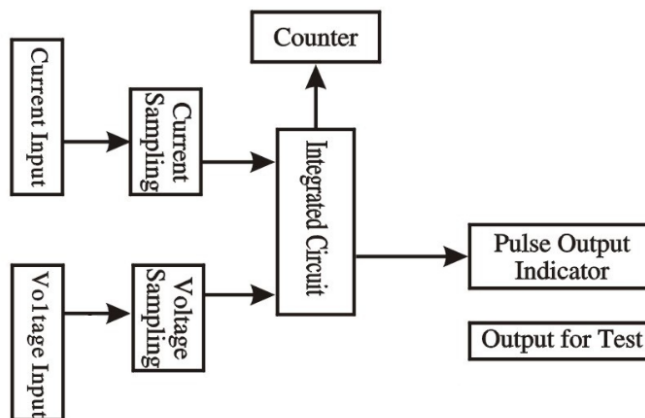 Counter
Current Input
Current
Sampling
Integrated Circuit
Voltage Input
Voltage
Sampling
Pulse Output
Indicator
Output for Test